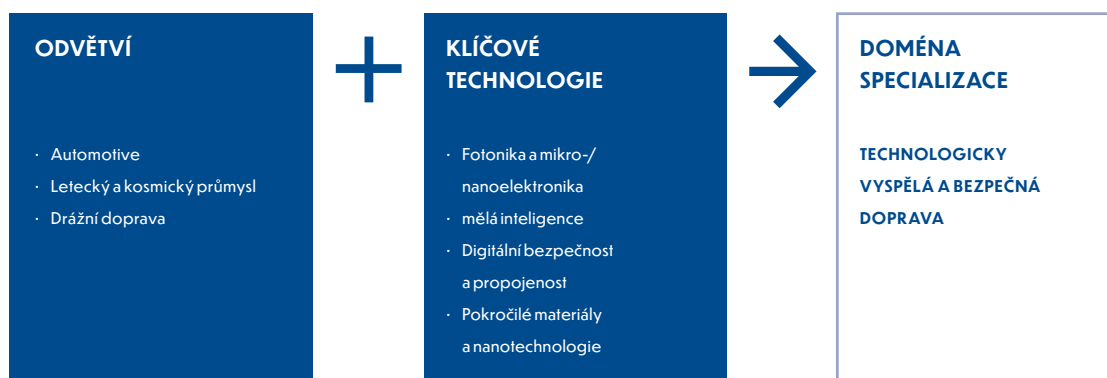 ODVĚTVÍ
· Automotive
· Letecký a kosmický průmysl
· Drážní doprava
KLÍČOVÉ
TECHNOLOGIE
· Fotonika a mikro-/
nanoelektronika
· mělá inteligence
· Digitální bezpečnost
a propojenost
· Pokročilé materiály
a nanotechnologie
DOMÉNA
SPECIALIZACE
TECHNOLOGICKY
VYSPĚLÁ A BEZPEČNÁ
DOPRAVA